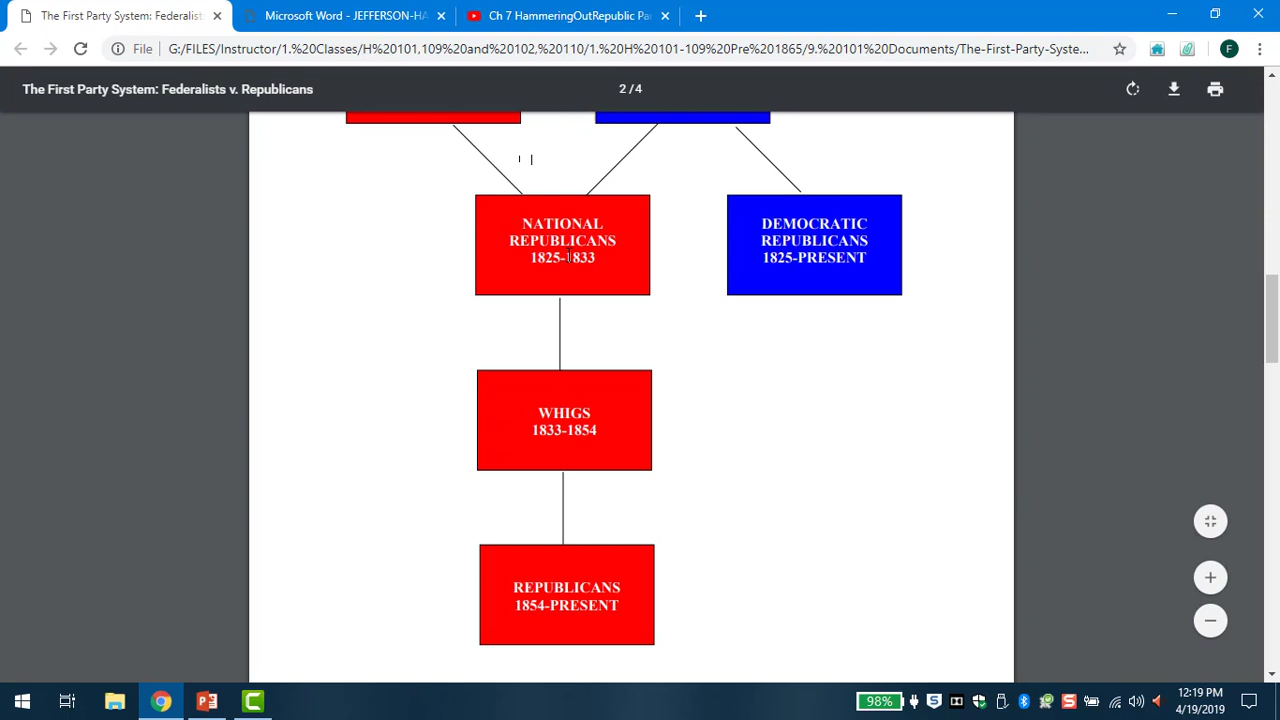 The First Party System: Federalists
Microsoft Word - JEFFERSON-HA
Ch 7 HammeringOutRepublic Pa
File
G:/FILES/Instructor/1.%20Classes/H%20101,109%20and%20102,%20110/1.%20H%20101-109%20Pre%201865/9.%20101%20Documents/The-First-Party-Syste...
F
The First Party System: Federalists v. Republicans
2 / 4
NATIONAL
REPUBLICANS
1825-1833
DEMOCRATIC
REPUBLICANS
1825-PRESENT
WHIGS
1833-1854
REPUBLICANS
1854-PRESENT
98%
12:19 PM
4/19/2019